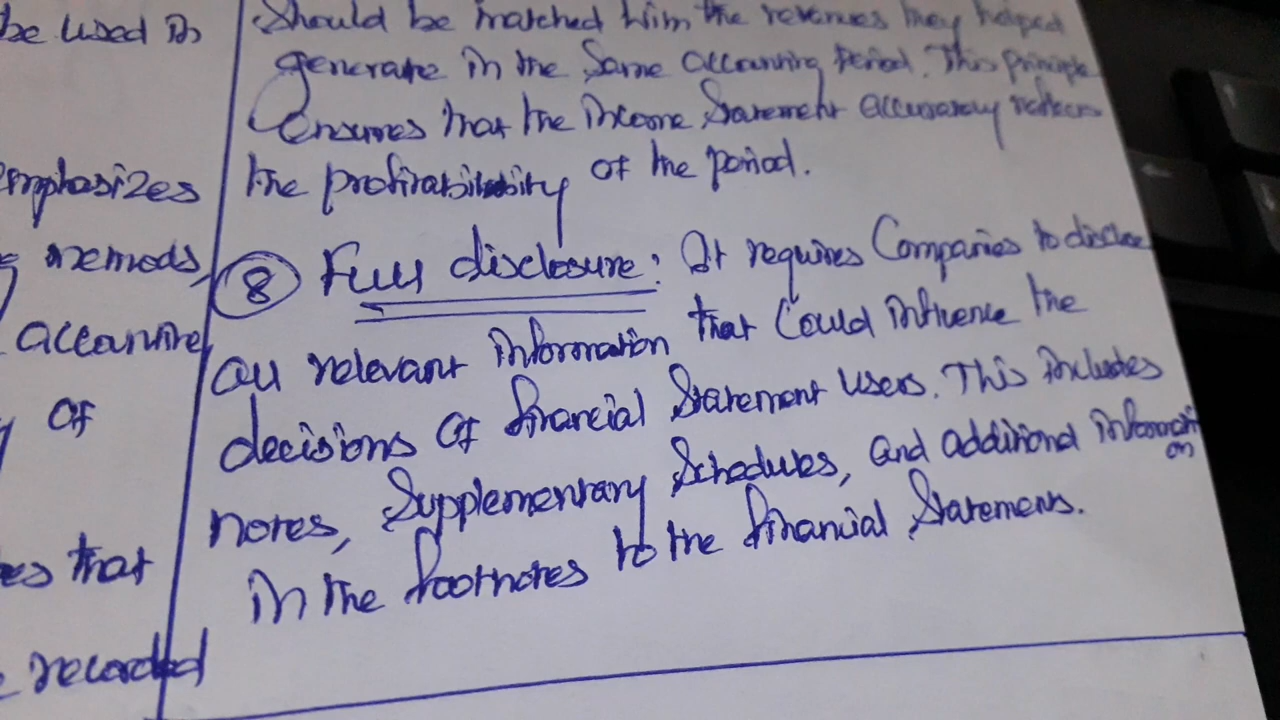 be used in
emphasizes
methods,
accounting
of
that
recorded
should be matched with the revenues they helped
generate in the same accounting period. This principle
ensures that the income statement accurately reflects
the profitability of the period.
8 Full disclosure: It requires Companies to disclose
all relevant information that could influence the
decisions of financial statement users. This includes
notes, supplementary schedules, and additional information
in the footnotes to the financial statements.